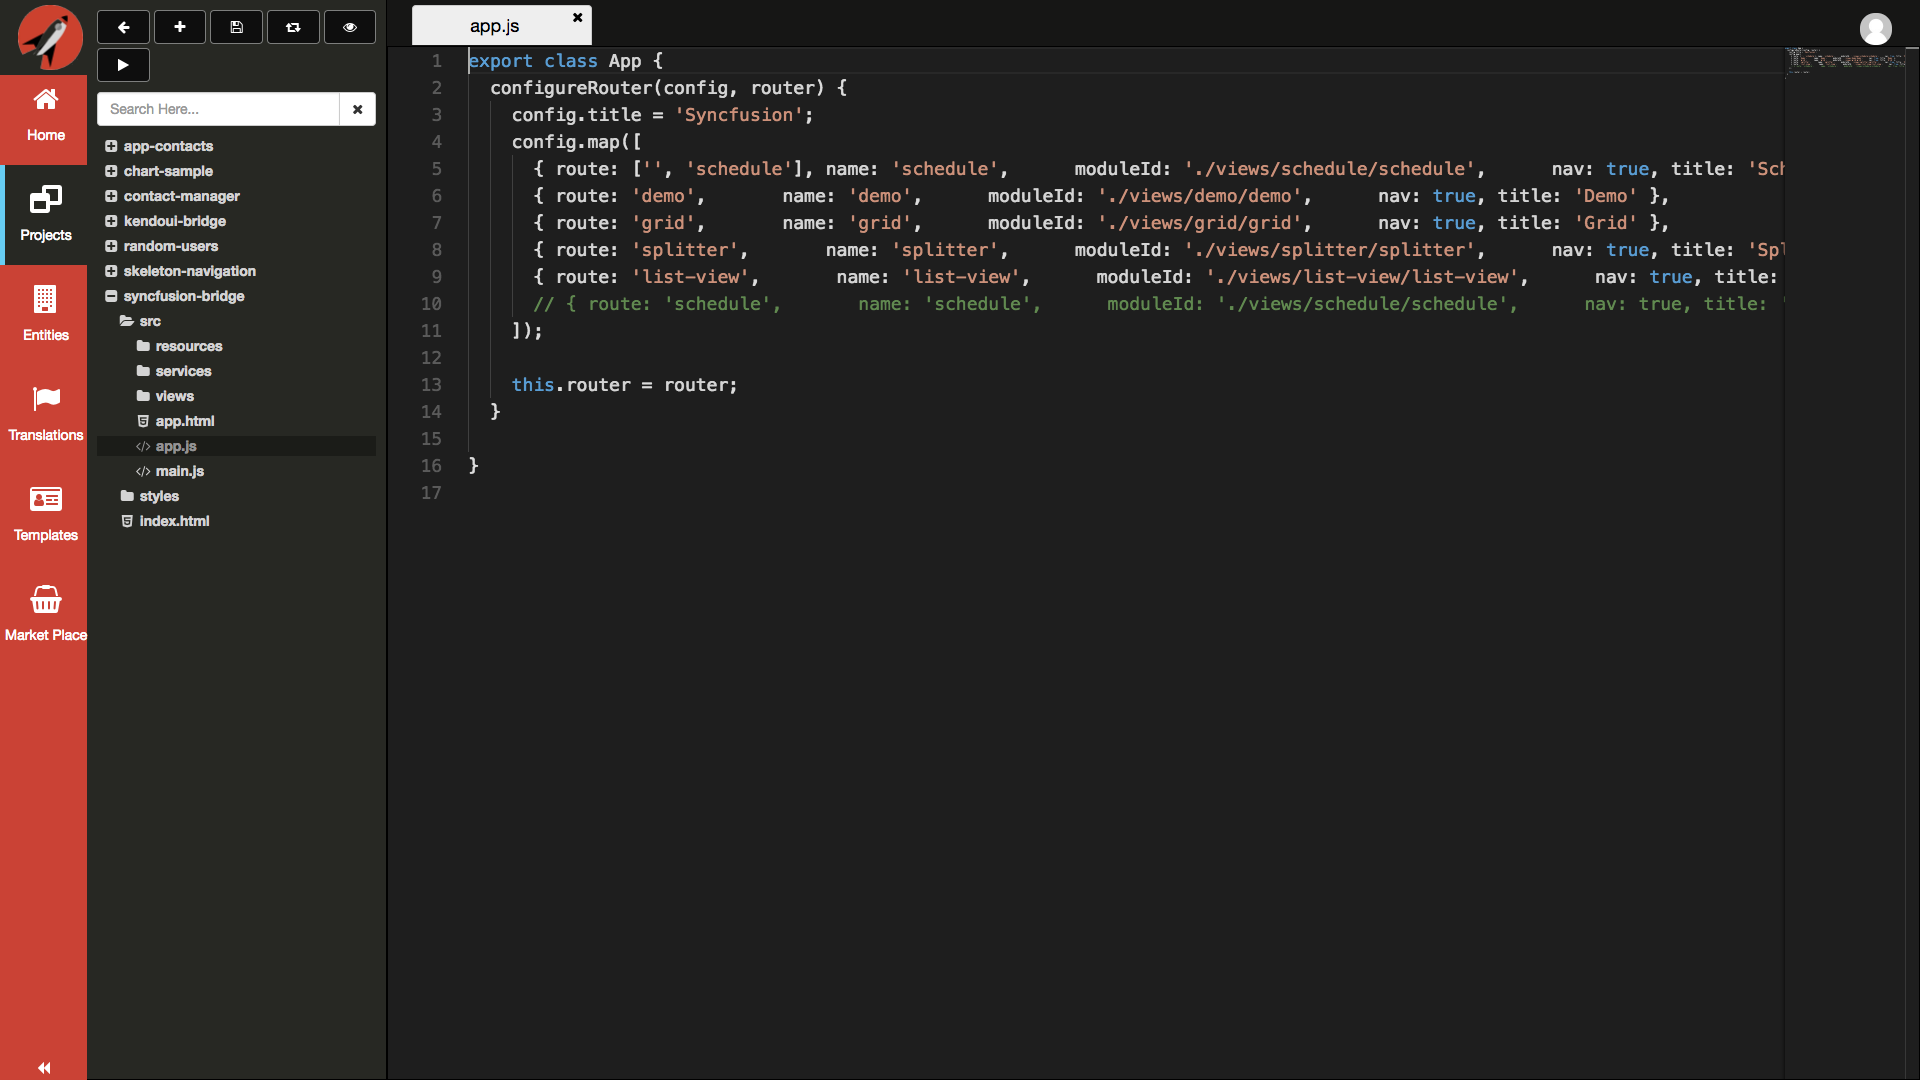 Home
Projects
Entities
Translations
Templates
Market Place
Search Here...
app-contacts
chart-sample
contact-manager
kendoui-bridge
random-users
skeleton-navigation
syncfusion-bridge
src
resources
services
views
app.html
app.js
main.js
styles
index.html
app.js
1 export class App {
2 configureRouter(config, router) {
3 config.title = 'Syncfusion';
4 config.map([
5 { route: ['', 'schedule'], name: 'schedule', moduleId: './views/schedule/schedule', nav: true, title: 'Sch
6 { route: 'demo', name: 'demo', moduleId: './views/demo/demo', nav: true, title: 'Demo' },
7 { route: 'grid', name: 'grid', moduleId: './views/grid/grid', nav: true, title: 'Grid' },
8 { route: 'splitter', name: 'splitter', moduleId: './views/splitter/splitter', nav: true, title: 'Spl
9 { route: 'list-view', name: 'list-view', moduleId: './views/list-view/list-view', nav: true, title:
10 // { route: 'schedule', name: 'schedule', moduleId: './views/schedule/schedule', nav: true, title: '
11 ]);
12
13 this.router = router;
14 }
15
16 }
17